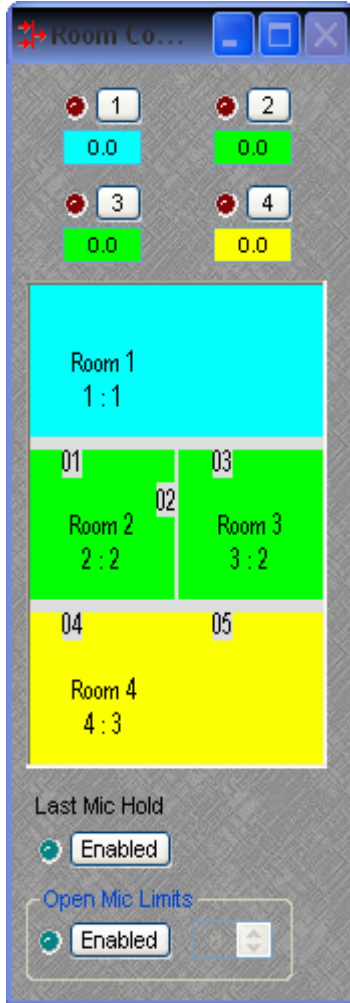 Room Co...
1 2
0.0 0.0
3 4
0.0 0.0
Room 1
1 : 1
01 03
02
Room 2 Room 3
2 : 2 3 : 2
04 05
Room 4
4 : 3
Last Mic Hold
Enabled
Open Mic Limits
Enabled